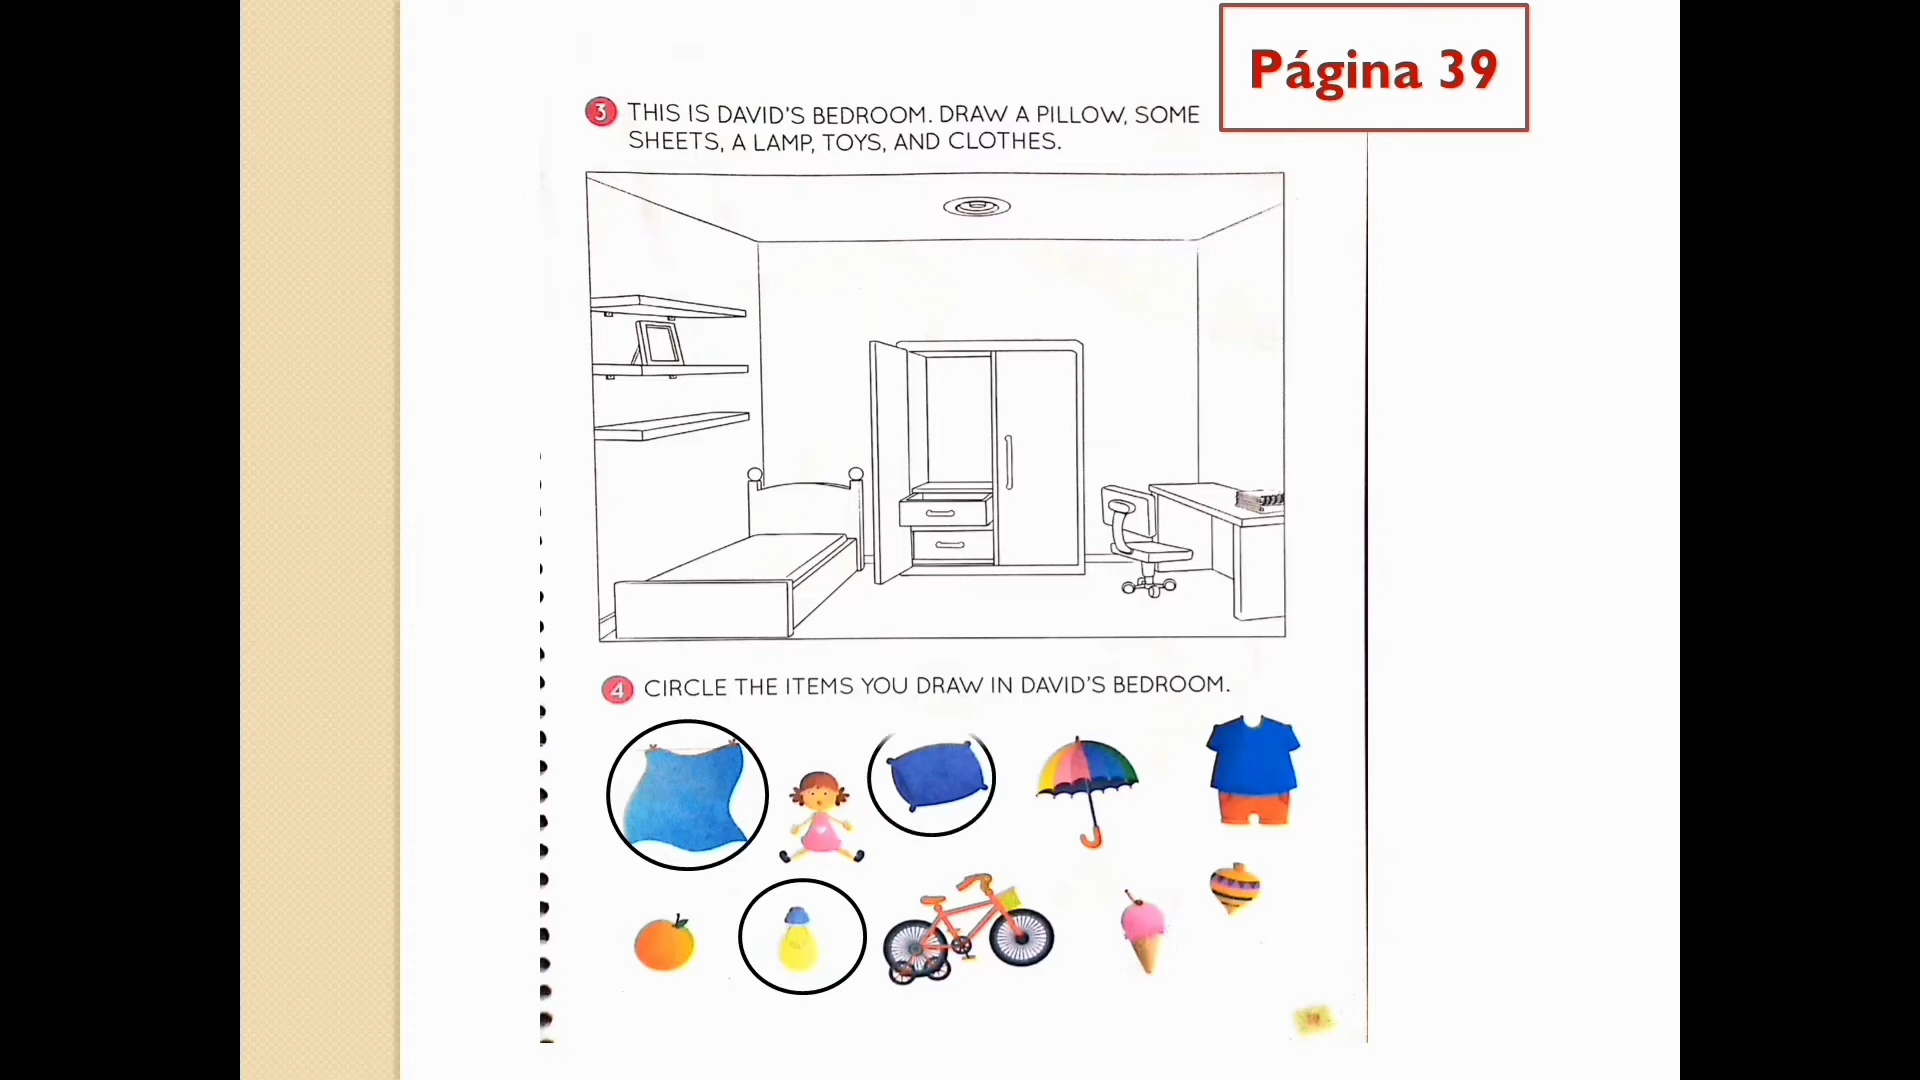 Página 39
3 THIS IS DAVID'S BEDROOM. DRAW A PILLOW, SOME
SHEETS, A LAMP, TOYS, AND CLOTHES.
4 CIRCLE THE ITEMS YOU DRAW IN DAVID'S BEDROOM.